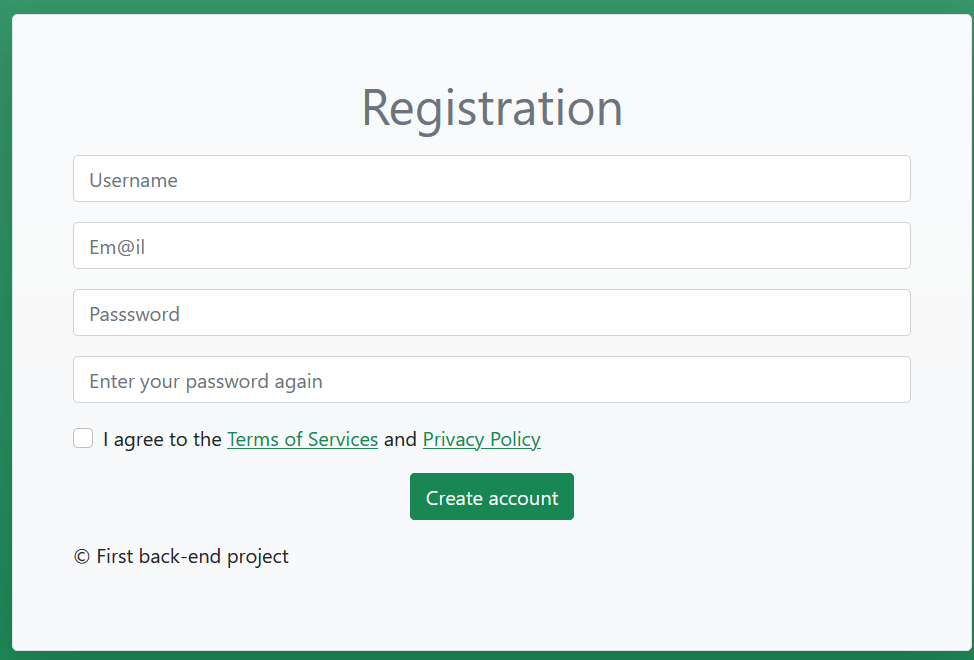 Registration
Username
Em@il
Passsword
Enter your password again
I agree to the Terms of Services and Privacy Policy
Create account
© First back-end project